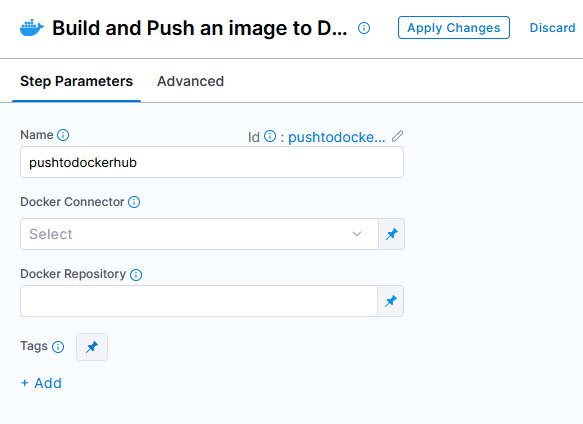 Build and Push an image to D... Apply Changes Discard
Step Parameters Advanced
Name Id : pushtodocke...
pushtodockerhub
Docker Connector
Select
Docker Repository
Tags
+ Add